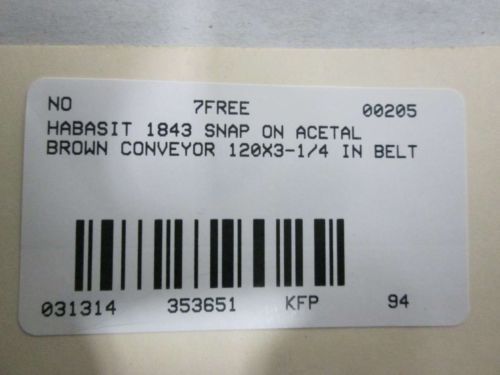 NO 7FREE 00205
HABASIT 1843 SNAP ON ACETAL
BROWN CONVEYOR 120X3-1/4 IN BELT
031314 353651 KFP 94